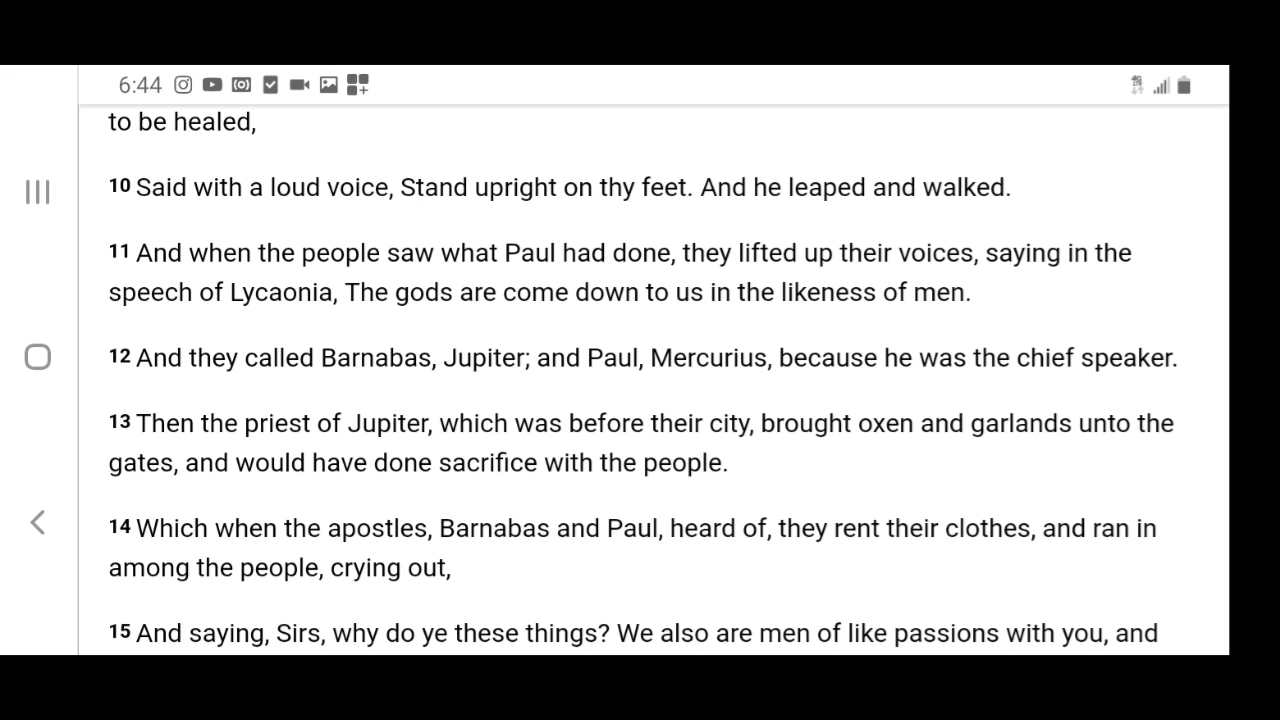 6:44
to be healed,
10 Said with a loud voice, Stand upright on thy feet. And he leaped and walked.
11 And when the people saw what Paul had done, they lifted up their voices, saying in the
speech of Lycaonia, The gods are come down to us in the likeness of men.
12 And they called Barnabas, Jupiter; and Paul, Mercurius, because he was the chief speaker.
13 Then the priest of Jupiter, which was before their city, brought oxen and garlands unto the
gates, and would have done sacrifice with the people.
14 Which when the apostles, Barnabas and Paul, heard of, they rent their clothes, and ran in
among the people, crying out,
15 And saying, Sirs, why do ye these things? We also are men of like passions with you, and